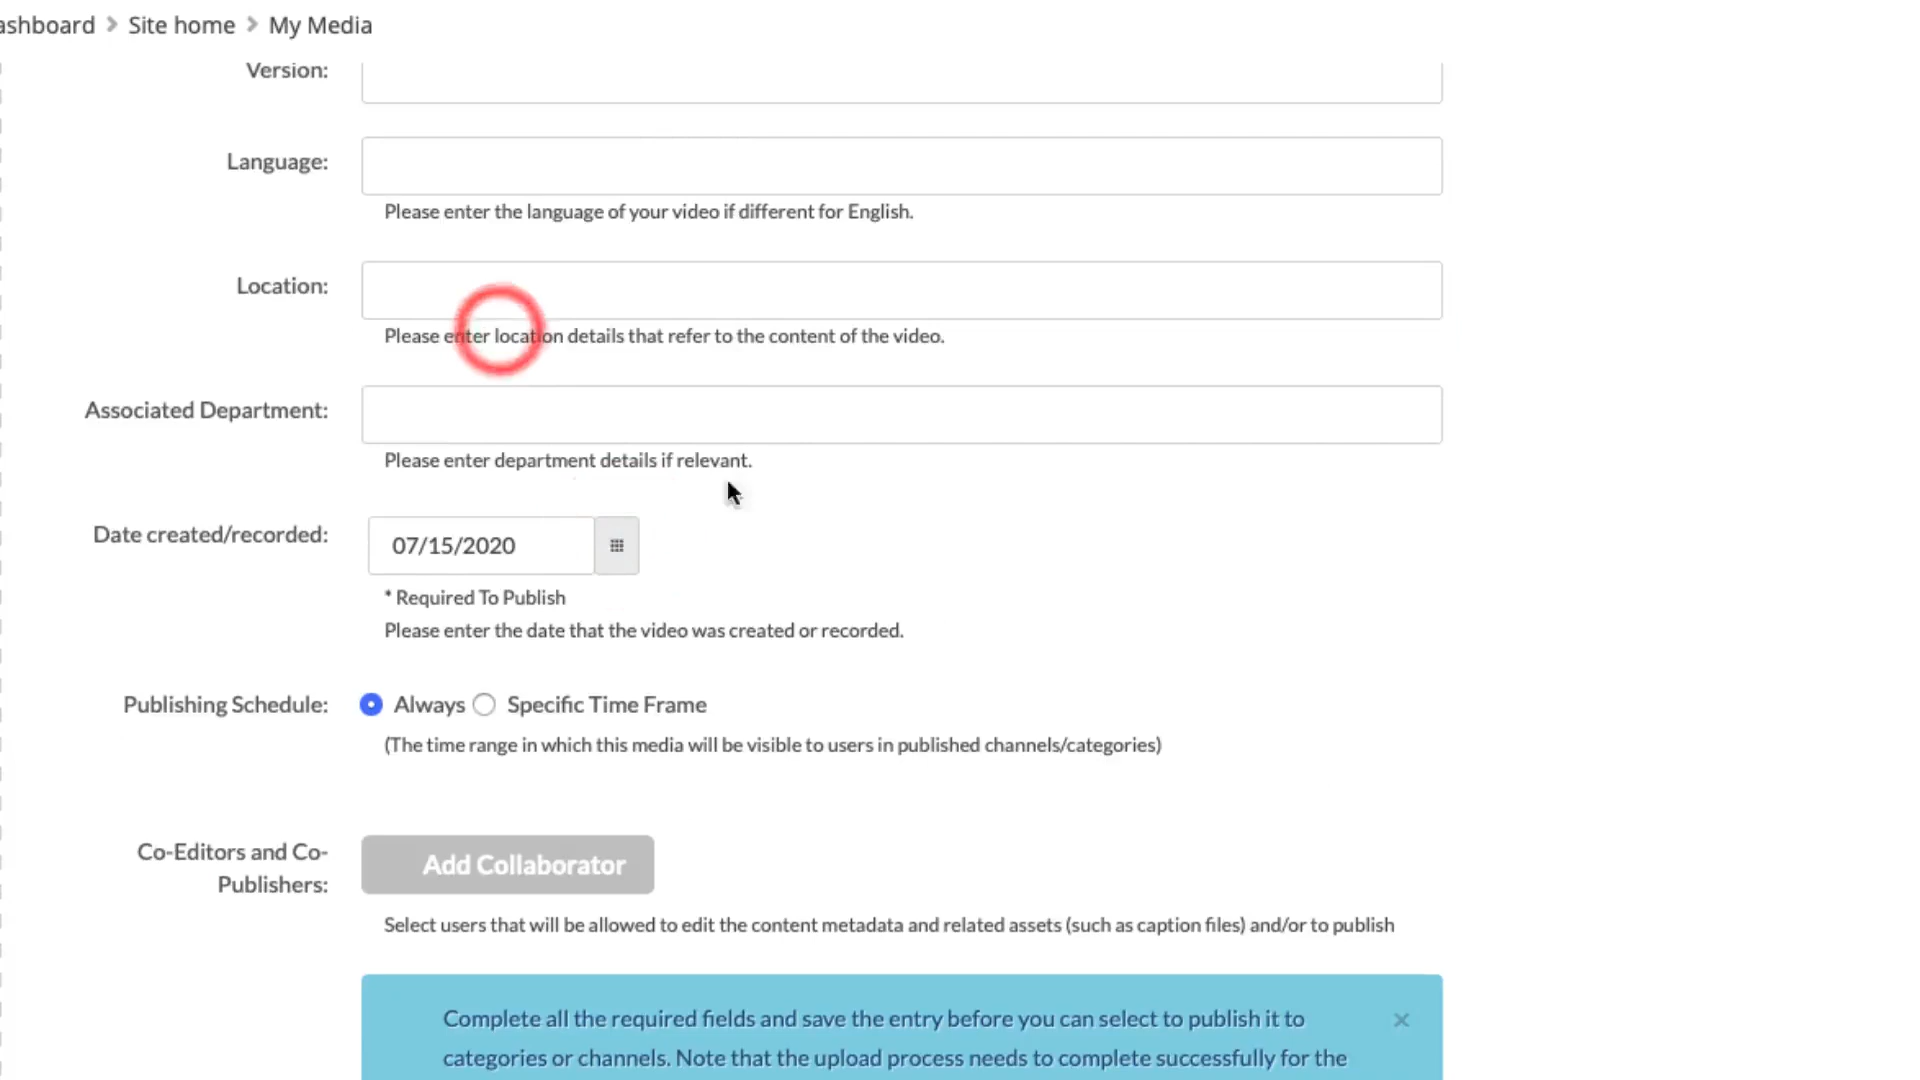 ashboard > Site home > My Media
Version:
Language:
Please enter the language of your video if different for English.
Location:
Please enter location details that refer to the content of the video.
Associated Department:
Please enter department details if relevant.
Date created/recorded:
07/15/2020
* Required To Publish
Please enter the date that the video was created or recorded.
Publishing Schedule:
Always Specific Time Frame
(The time range in which this media will be visible to users in published channels/categories)
Co-Editors and Co-
Publishers:
Add Collaborator
Select users that will be allowed to edit the content metadata and related assets (such as caption files) and/or to publish
Complete all the required fields and save the entry before you can select to publish it to ×
categories or channels. Note that the upload process needs to complete successfully for the